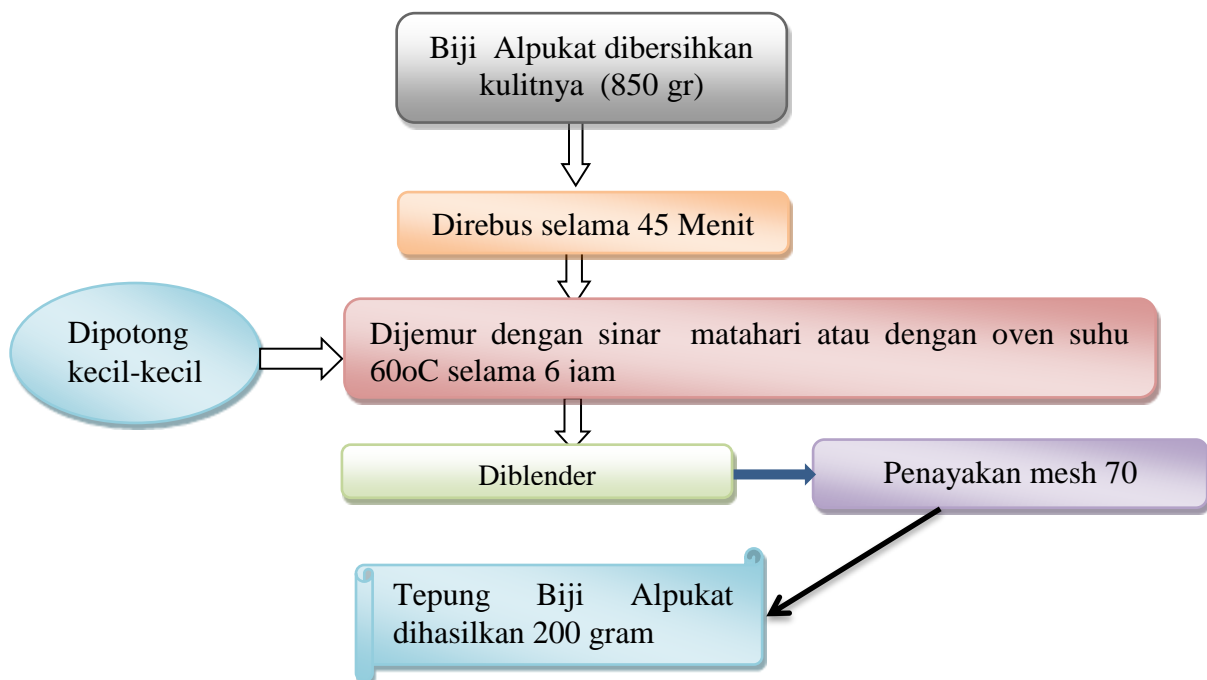 Biji Alpukat dibersihkan
kulitnya (850 gr)
Direbus selama 45 Menit
Dipotong
kecil-kecil
Dijemur dengan sinar matahari atau dengan oven suhu
60oC selama 6 jam
Diblender
Penayakan mesh 70
Tepung Biji Alpukat
dihasilkan 200 gram